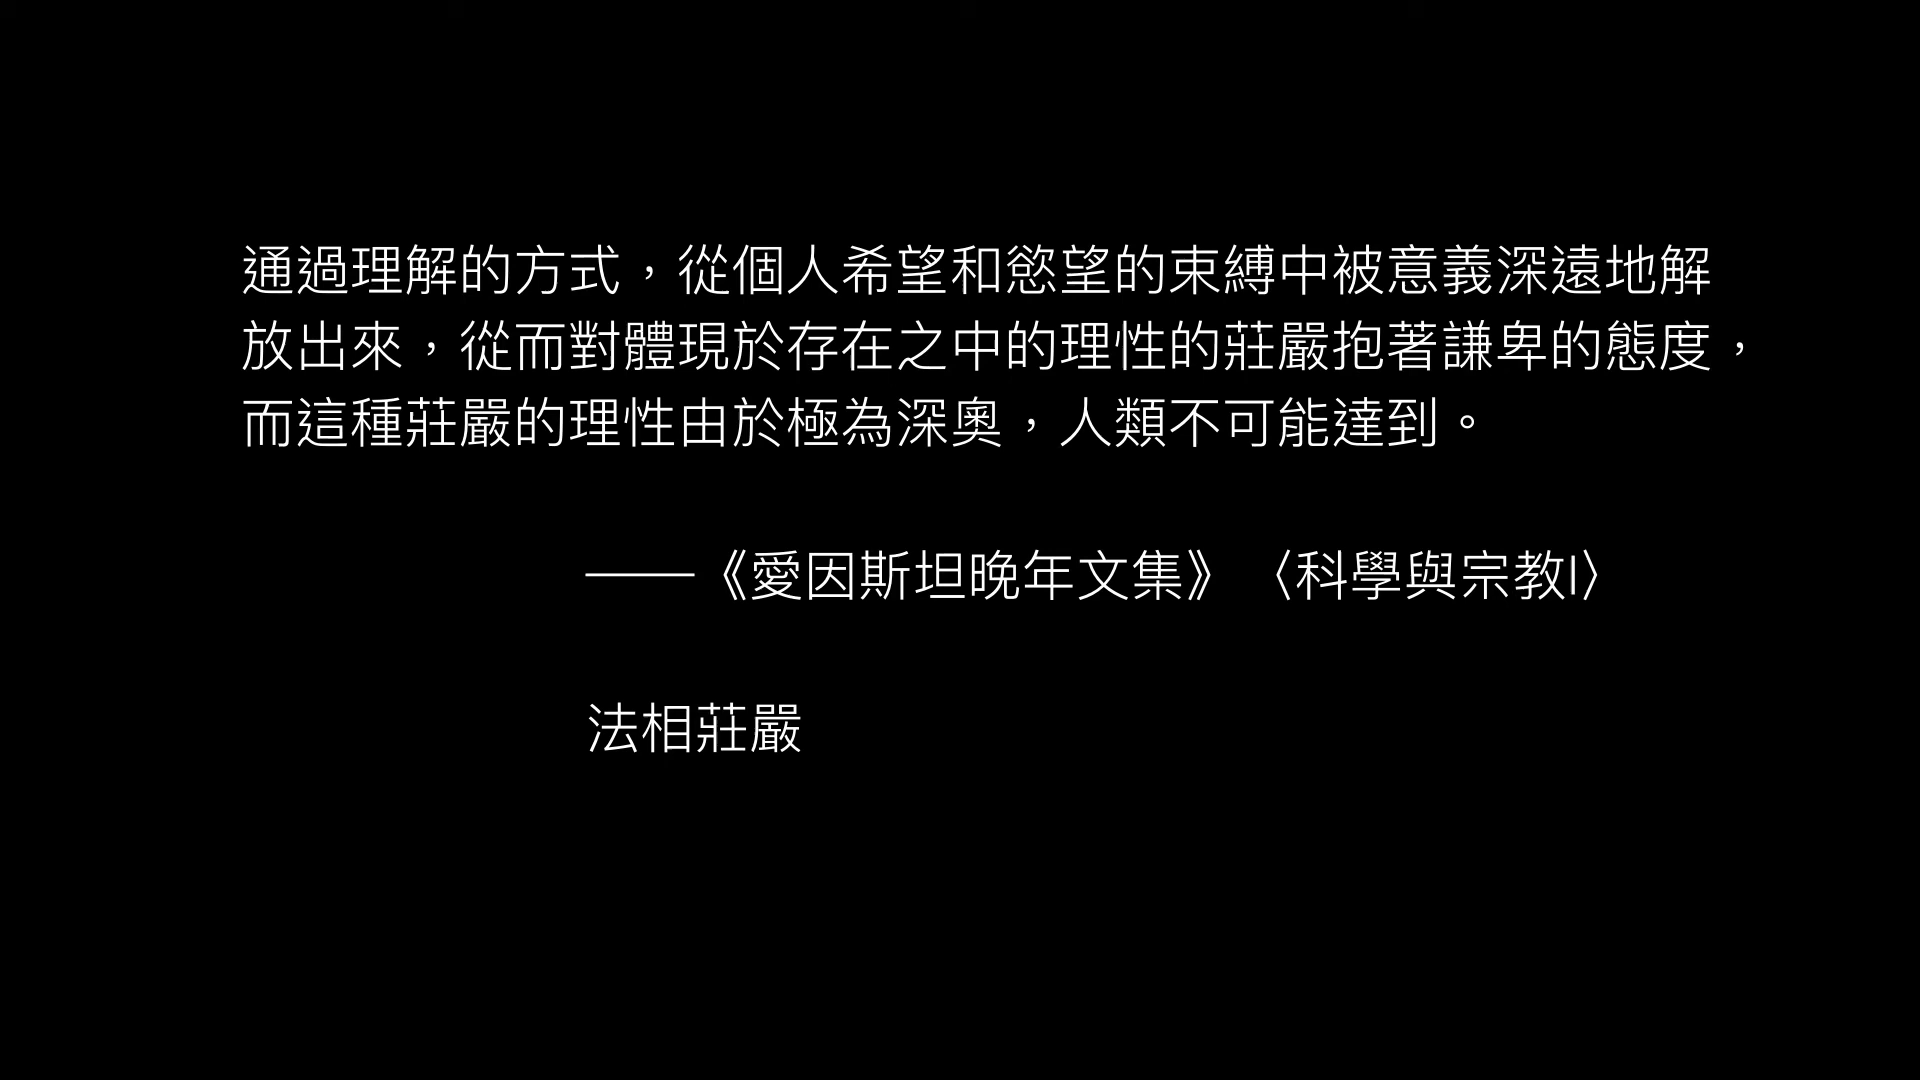 通過理解的方式，從個人希望和慾望的束縛中被意義深遠地解
放出來，從而對體現於存在之中的理性的莊嚴抱著謙卑的態度，
而這種莊嚴的理性由於極為深奧，人類不可能達到。
——《愛因斯坦晚年文集》〈科學與宗教I〉
法相莊嚴